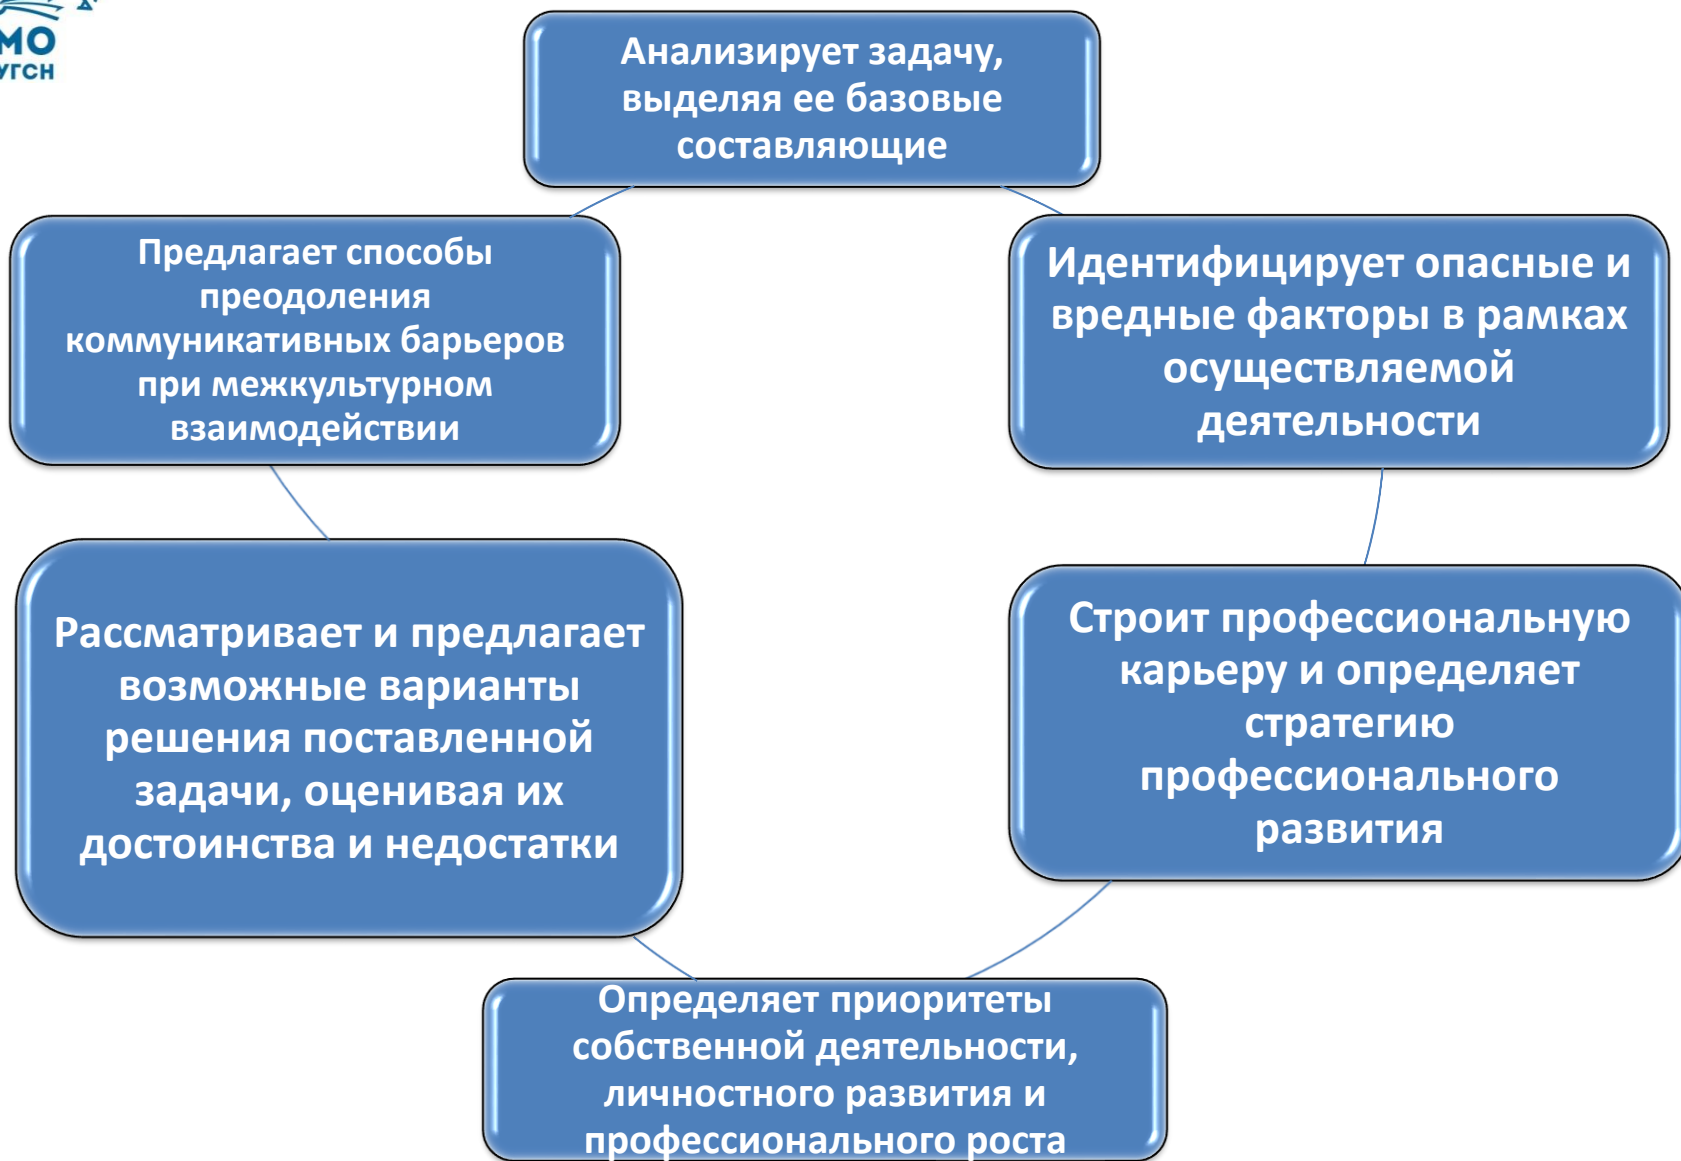 МО
УГСН
Анализирует задачу,
выделяя ее базовые
составляющие
Предлагает способы
преодоления
коммуникативных барьеров
при межкультурном
взаимодействии
Идентифицирует опасные и
вредные факторы в рамках
осуществляемой
деятельности
Рассматривает и предлагает
возможные варианты
решения поставленной
задачи, оценивая их
достоинства и недостатки
Строит профессиональную
карьеру и определяет
стратегию
профессионального
развития
Определяет приоритеты
собственной деятельности,
личностного развития и
профессионального роста